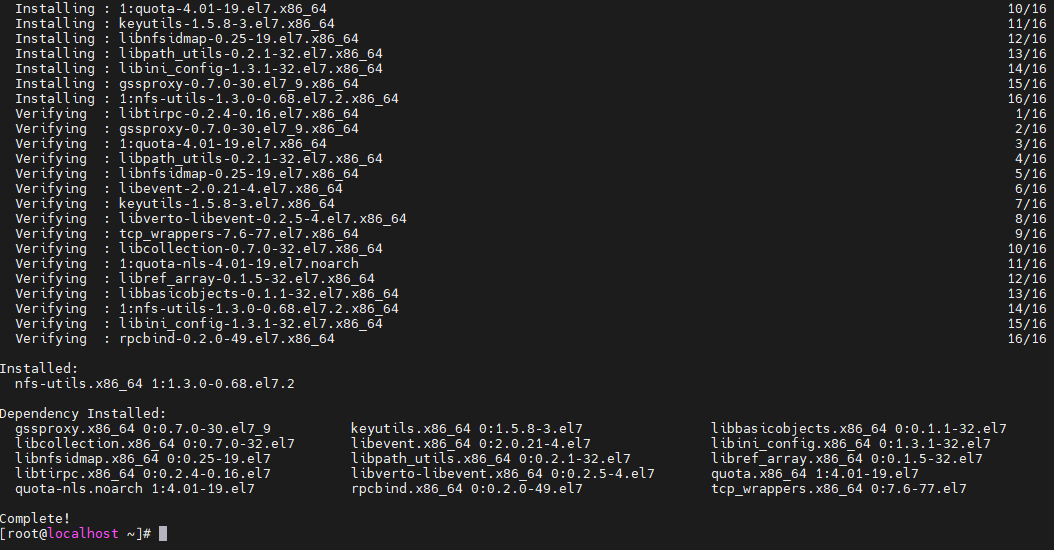 Installing : 1:quota-4.01-19.el7.x86_64 10/16
Installing : keyutils-1.5.8-3.el7.x86_64 11/16
Installing : libnfsidmap-0.25-19.el7.x86_64 12/16
Installing : libpath_utils-0.2.1-32.el7.x86_64 13/16
Installing : libini_config-1.3.1-32.el7.x86_64 14/16
Installing : gssproxy-0.7.0-30.el7_9.x86_64 15/16
Installing : 1:nfs-utils-1.3.0-0.68.el7.2.x86_64 16/16
Verifying : libtirpc-0.2.4-0.16.el7.x86_64 1/16
Verifying : gssproxy-0.7.0-30.el7_9.x86_64 2/16
Verifying : 1:quota-4.01-19.el7.x86_64 3/16
Verifying : libpath_utils-0.2.1-32.el7.x86_64 4/16
Verifying : libnfsidmap-0.25-19.el7.x86_64 5/16
Verifying : libevent-2.0.21-4.el7.x86_64 6/16
Verifying : keyutils-1.5.8-3.el7.x86_64 7/16
Verifying : libverto-libevent-0.2.5-4.el7.x86_64 8/16
Verifying : tcp_wrappers-7.6-77.el7.x86_64 9/16
Verifying : libcollection-0.7.0-32.el7.x86_64 10/16
Verifying : 1:quota-nls-4.01-19.el7.noarch 11/16
Verifying : libref_array-0.1.5-32.el7.x86_64 12/16
Verifying : libbasicobjects-0.1.1-32.el7.x86_64 13/16
Verifying : 1:nfs-utils-1.3.0-0.68.el7.2.x86_64 14/16
Verifying : libini_config-1.3.1-32.el7.x86_64 15/16
Verifying : rpcbind-0.2.0-49.el7.x86_64 16/16
Installed:
nfs-utils.x86_64 1:1.3.0-0.68.el7.2
Dependency Installed:
gssproxy.x86_64 0:0.7.0-30.el7_9 keyutils.x86_64 0:1.5.8-3.el7 libbasicobjects.x86_64 0:0.1.1-32.el7
libcollection.x86_64 0:0.7.0-32.el7 libevent.x86_64 0:2.0.21-4.el7 libini_config.x86_64 0:1.3.1-32.el7
libnfsidmap.x86_64 0:0.25-19.el7 libpath_utils.x86_64 0:0.2.1-32.el7 libref_array.x86_64 0:0.1.5-32.el7
libtirpc.x86_64 0:0.2.4-0.16.el7 libverto-libevent.x86_64 0:0.2.5-4.el7 quota.x86_64 1:4.01-19.el7
quota-nls.noarch 1:4.01-19.el7 rpcbind.x86_64 0:0.2.0-49.el7 tcp_wrappers.x86_64 0:7.6-77.el7
Complete!
[root@localhost ~]#